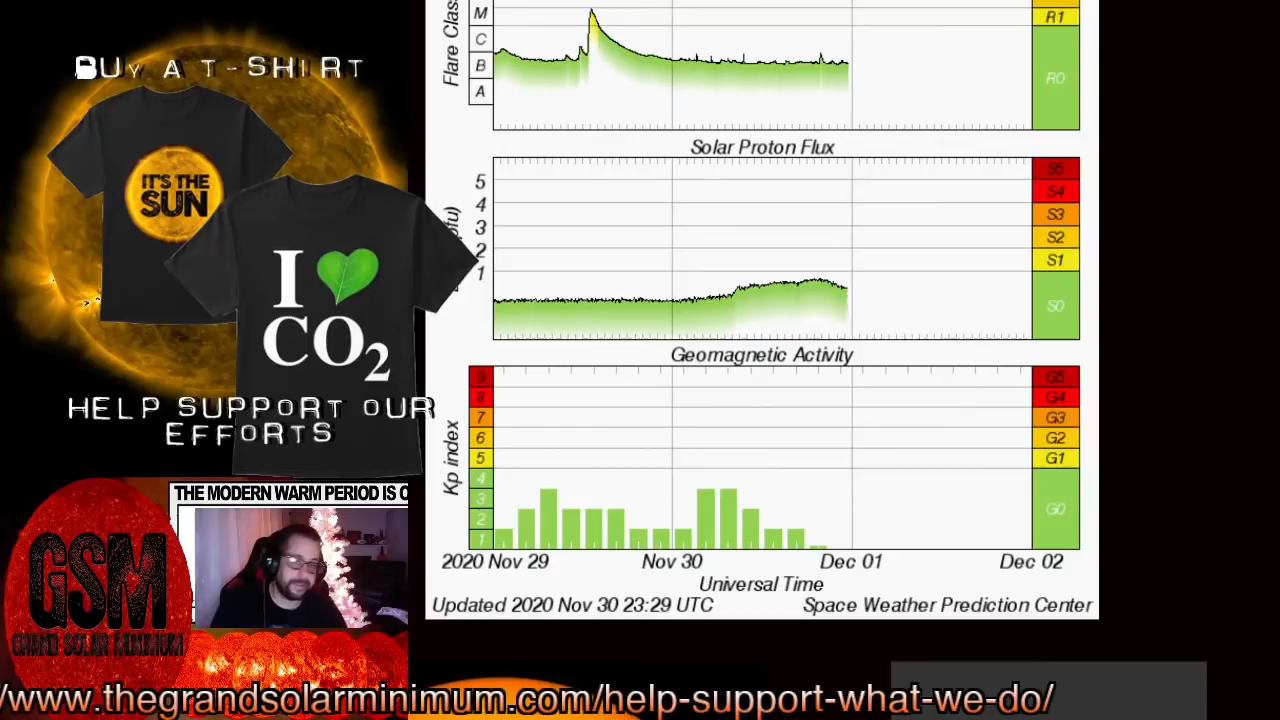 BUY A T-SHIRT
IT'S THE
SUN
I
CO2
HELP SUPPORT OUR
EFFORTS
THE MODERN WARM PERIOD IS
GSM
GRAND SOLAR MINIMUM
Flare Clas
M
C
B
A
R1
R0
Solar Proton Flux
5
4
3
2
1
S5
S4
S3
S2
S1
S0
Geomagnetic Activity
Kp index
9
8
7
6
5
4
3
2
1
G5
G4
G3
G2
G1
G0
2020 Nov 29
Nov 30
Dec 01
Dec 02
Universal Time
Updated 2020 Nov 30 23:29 UTC
Space Weather Prediction Center
/www.thegrandsolarminimum.com/help-support-what-we-do/